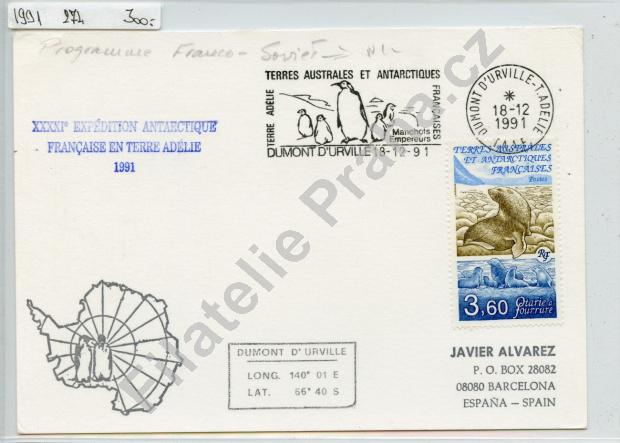 1991 272 300,-
Programme Franco - Soviet
TERRES AUSTRALES ET ANTARCTIQUES
FRANÇAISES
TERRE ADÉLIE
Manchots
Empereurs
DUMONT D'URVILLE 18-12-91
DUMONT D'URVILLE-T.ADELIE
*
18-12
1991
XXXXI° EXPÉDITION ANTARCTIQUE
FRANÇAISE EN TERRE ADÉLIE
1991
TERRES AUSTRALES
ET ANTARCTIQUES
FRANÇAISES
Postes
RF
3,60 Otarie à
fourrure
DUMONT D'URVILLE
LONG. 140° 01 E
LAT. 66° 40 S
JAVIER ALVAREZ
P. O. BOX 28082
08080 BARCELONA
ESPAÑA – SPAIN
Filatelie Praha.cz